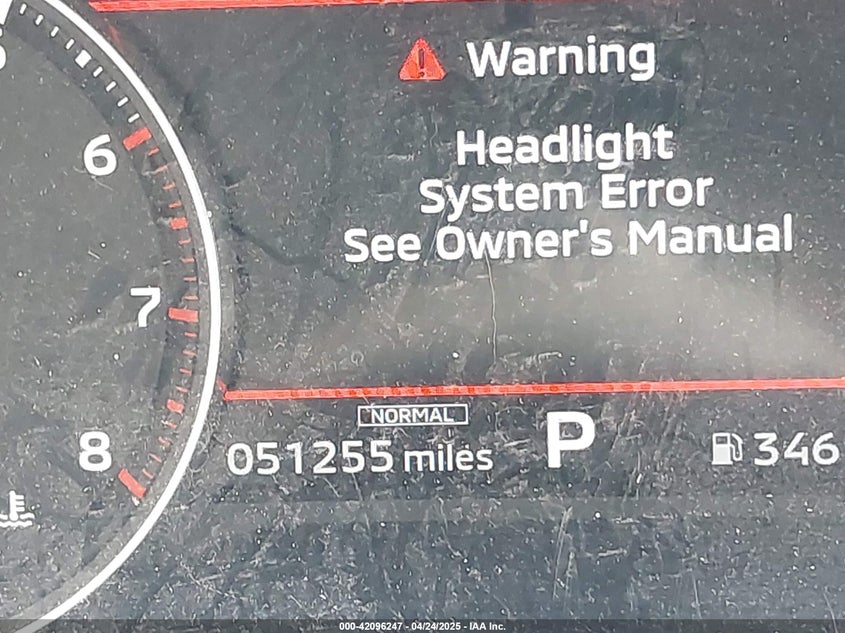 Warning
Headlight
System Error
See Owner's Manual
6
7
8
NORMAL
051255 miles
P
346
000-42096247 - 04/24/2025 - IAA Inc.